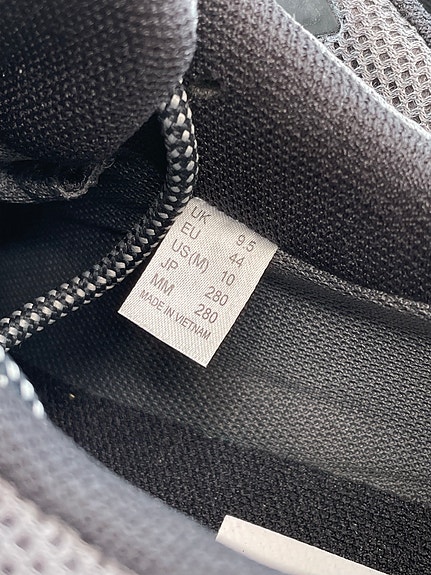 UK 9.5
EU 44
US(M) 10
JP 280
MM 280
MADE IN VIETNAM